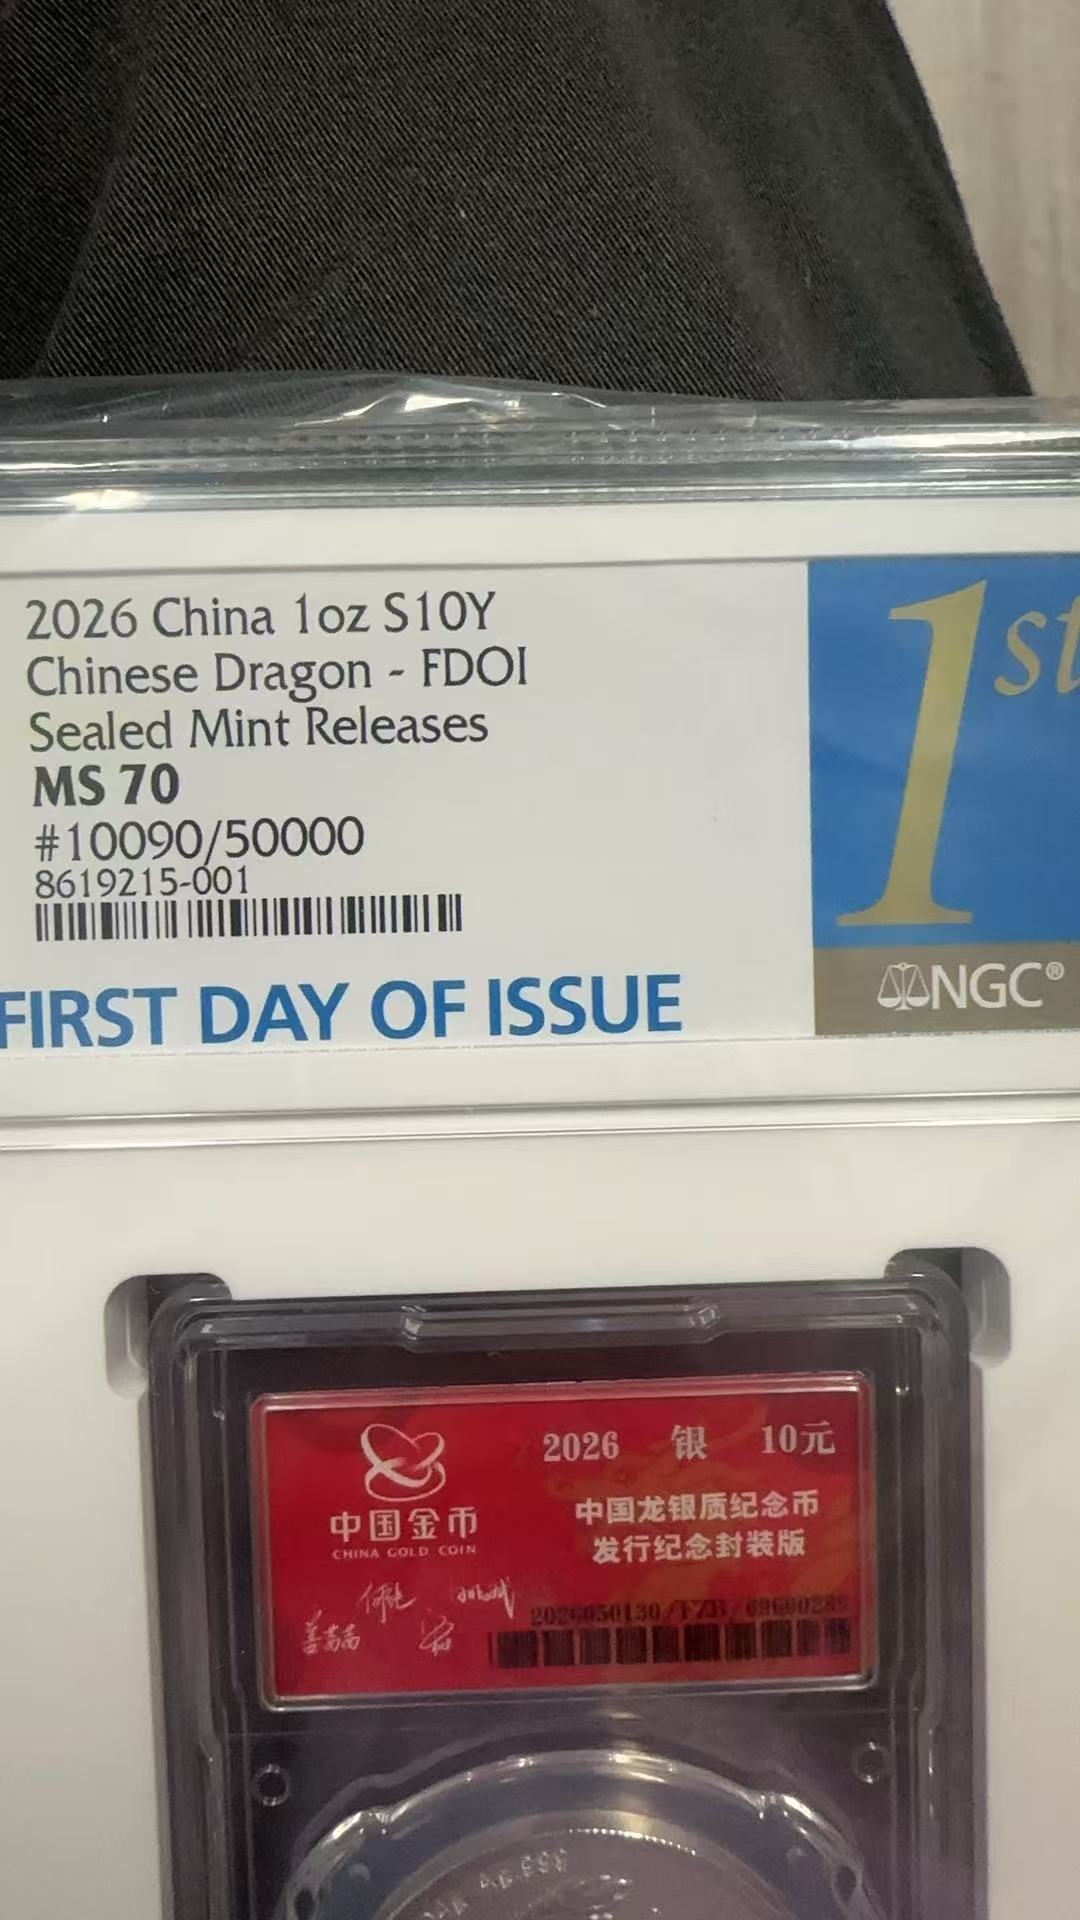 2026 China 1oz S10Y
Chinese Dragon - FDOI
Sealed Mint Releases
MS 70
#10090/50000
8619215-001
FIRST DAY OF ISSUE
1st
NGC®
2026 银 10元
中国金币
CHINA GOLD COIN
中国龙银质纪念币
发行纪念封装版